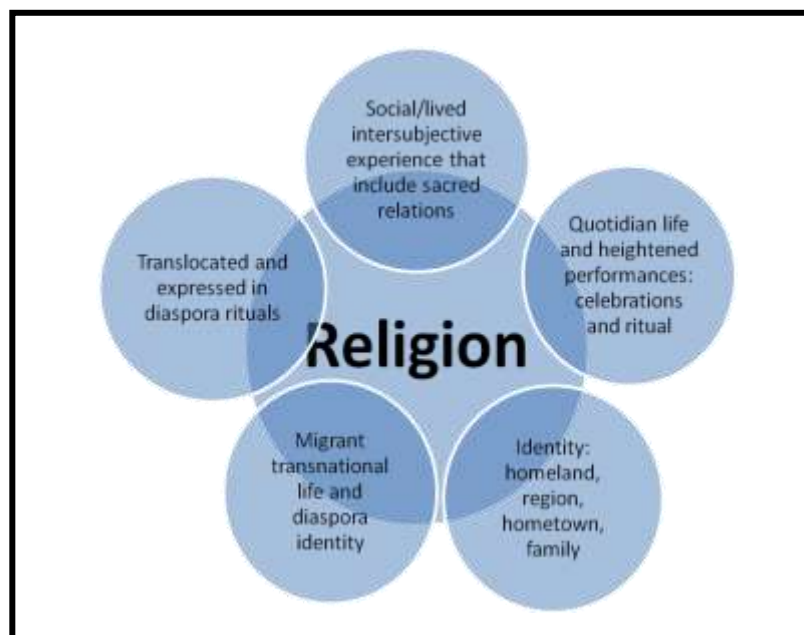 Social/lived
intersubjective
experience that
include sacred
relations
Quotidian life
and heightened
performances:
celebrations
and ritual
Translocated and
expressed in
diaspora rituals
Religion
Migrant
transnational
life and
diaspora
identity
Identity:
homeland,
region,
hometown,
family